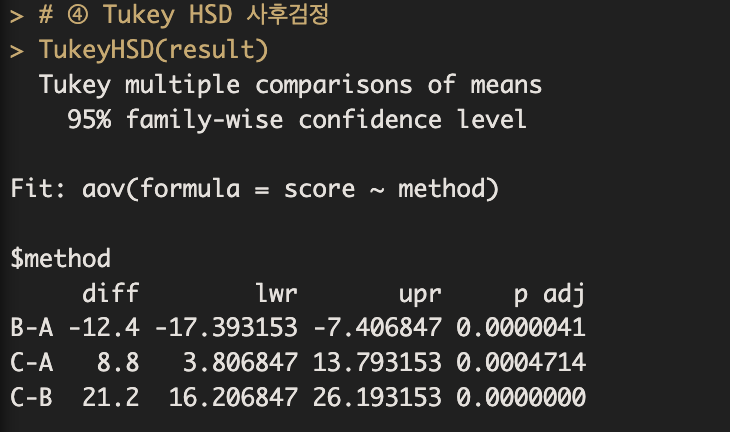 > # ④ Tukey HSD 사후검정
> TukeyHSD(result)
  Tukey multiple comparisons of means
    95% family-wise confidence level

Fit: aov(formula = score ~ method)

$method
     diff        lwr       upr     p adj
B-A -12.4 -17.393153 -7.406847 0.0000041
C-A   8.8   3.806847 13.793153 0.0004714
C-B  21.2  16.206847 26.193153 0.0000000